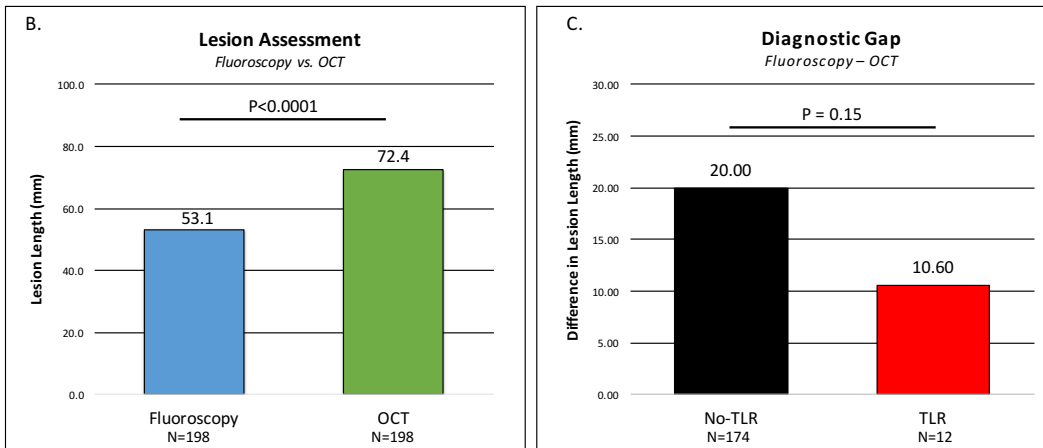 B.
Lesion Assessment
Fluoroscopy vs. OCT
Lesion Length (mm)
100.0
80.0
60.0
40.0
20.0
0.0
P<0.0001
53.1
72.4
Fluoroscopy
N=198
OCT
N=198
C.
Diagnostic Gap
Fluoroscopy – OCT
Difference in Lesion Length (mm)
30.00
25.00
20.00
15.00
10.00
5.00
0.00
P = 0.15
20.00
10.60
No-TLR
N=174
TLR
N=12